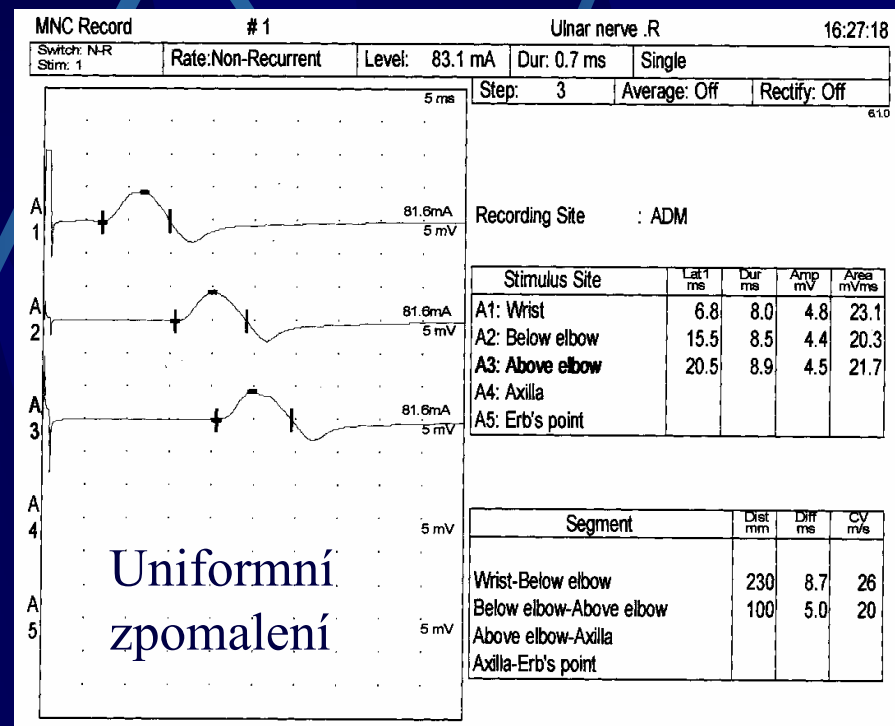 MNC Record # 1 Ulnar nerve .R 16:27:18
Switch: N-R
Stim: 1
Rate:Non-Recurrent Level: 83.1 mA Dur: 0.7 ms Single
5 ms
Step: 3 Average: Off Rectify: Off
6.1.0
A
1
81.6mA
5 mV
Recording Site : ADM
Stimulus Site Lat1 ms Dur ms Amp mV Area mVms
A1: Wrist 6.8 8.0 4.8 23.1
A2: Below elbow 15.5 8.5 4.4 20.3
A3: Above elbow 20.5 8.9 4.5 21.7
A4: Axilla
A5: Erb's point
A
2
81.6mA
5 mV
A
3
81.6mA
5 mV
A
4
5 mV
Segment Dist mm Diff ms CV m/s
Wrist-Below elbow 230 8.7 26
Below elbow-Above elbow 100 5.0 20
Above elbow-Axilla
Axilla-Erb's point
Uniformní
zpomalení
A
5
5 mV